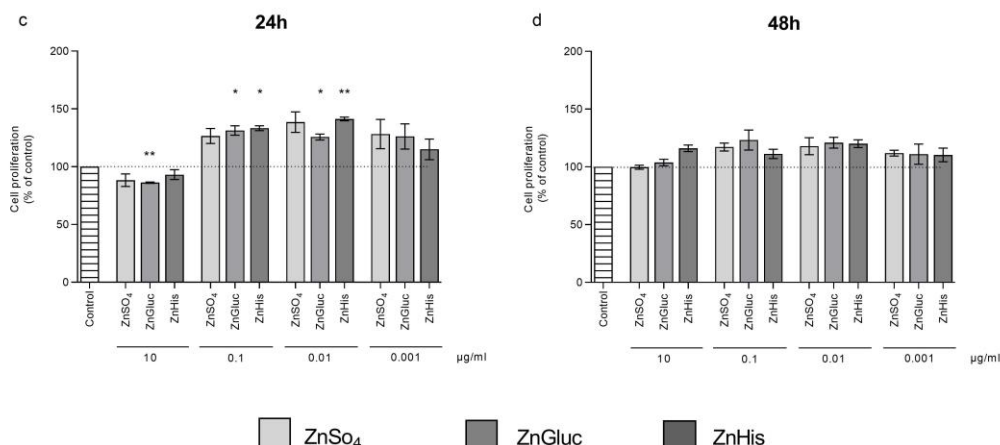 c
24h
200
150
100
50
0
Cell proliferation
(% of control)
**
*
*
*
**
Control
ZnSO₄
ZnGluc
ZnHis
ZnSO₄
ZnGluc
ZnHis
ZnSO₄
ZnGluc
ZnHis
ZnSO₄
ZnGluc
ZnHis
10
0.1
0.01
0.001
µg/ml
d
48h
200
150
100
50
0
Cell proliferation
(% of control)
Control
ZnSO₄
ZnGluc
ZnHis
ZnSO₄
ZnGluc
ZnHis
ZnSO₄
ZnGluc
ZnHis
ZnSO₄
ZnGluc
ZnHis
10
0.1
0.01
0.001
µg/ml
ZnSo₄
ZnGluc
ZnHis